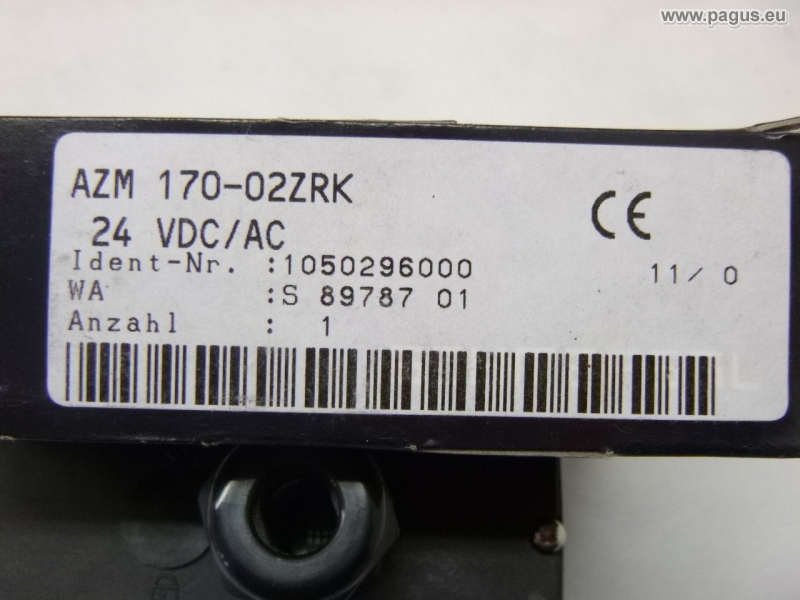 www.pagus.eu
AZM 170-02ZRK
24 VDC/AC
CE
Ident-Nr. :1050296000
11/ 0
WA :S 89787 01
Anzahl : 1